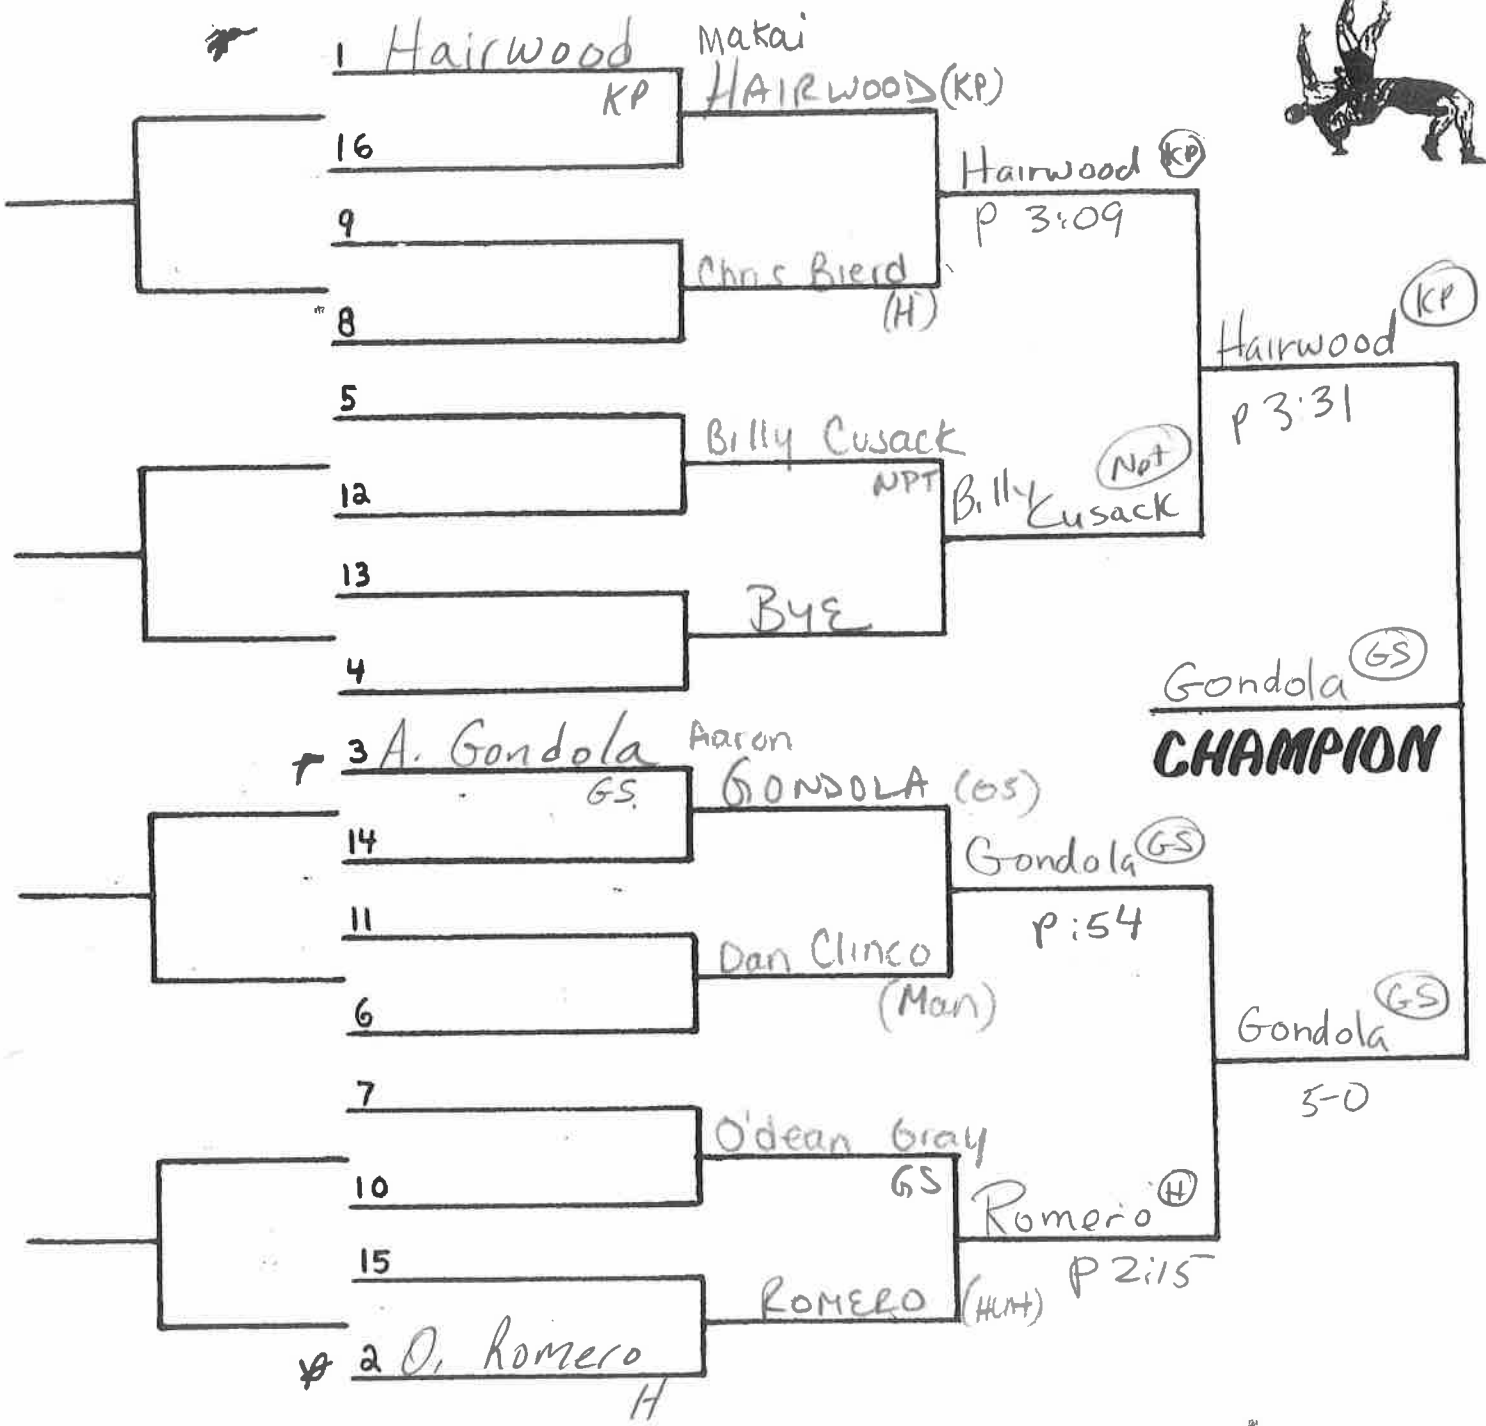 1 Hairwood
KP
Makai
HAIRWOOD (KP)
16
Hairwood KP
p 3:09
9
Chris Bierd
(H)
8
Hairwood KP
p 3:31
5
Billy Cusack
NPT
12
Billy Cusack Npt
13
Bye
4
Gondola GS
CHAMPION
3 A. Gondola
GS.
Aaron
GONDOLA (GS)
14
Gondola GS
p :54
11
Dan Clinco
(Man)
6
Gondola GS
5-0
7
O'dean Gray
GS
10
Romero H
p 2:15
15
ROMERO (Hunt)
2 O. Romero
H